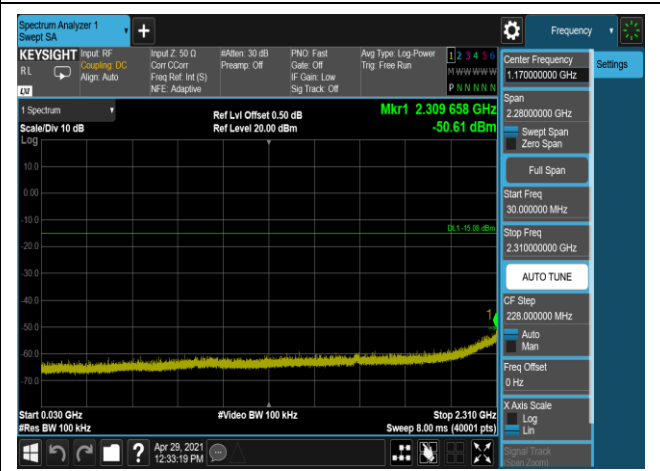 Spectrum Analyzer 1
Swept SA
+
Frequency
KEYSIGHT
RL
LXI
Input: RF
Coupling: DC
Align: Auto
Input Z: 50 Ω
Corr CCorr
Freq Ref: Int (S)
NFE: Adaptive
#Atten: 30 dB
Preamp: Off
PNO: Fast
Gate: Off
IF Gain: Low
Sig Track: Off
Avg Type: Log-Power
Trig: Free Run
1 2 3 4 5 6
M W W W W W
P N N N N N
Center Frequency
1.170000000 GHz
Settings
1 Spectrum
Scale/Div 10 dB
Ref Lvl Offset 0.50 dB
Ref Level 20.00 dBm
Mkr1 2.309 658 GHz
-50.61 dBm
Span
2.28000000 GHz
Swept Span
Zero Span
Full Span
Start Freq
30.000000 MHz
Stop Freq
2.310000000 GHz
AUTO TUNE
CF Step
228.000000 MHz
Auto
Man
Freq Offset
0 Hz
X Axis Scale
Log
Lin
Signal Track
(Span Zoom)
Log
10.0
0.00
-10.0
DL1 -15.08 dBm
-20.0
-30.0
-40.0
1
-50.0
-60.0
-70.0
Start 0.030 GHz
#Video BW 100 kHz
Stop 2.310 GHz
#Res BW 100 kHz
Sweep 8.00 ms (40001 pts)
?
Apr 29, 2021
12:33:19 PM